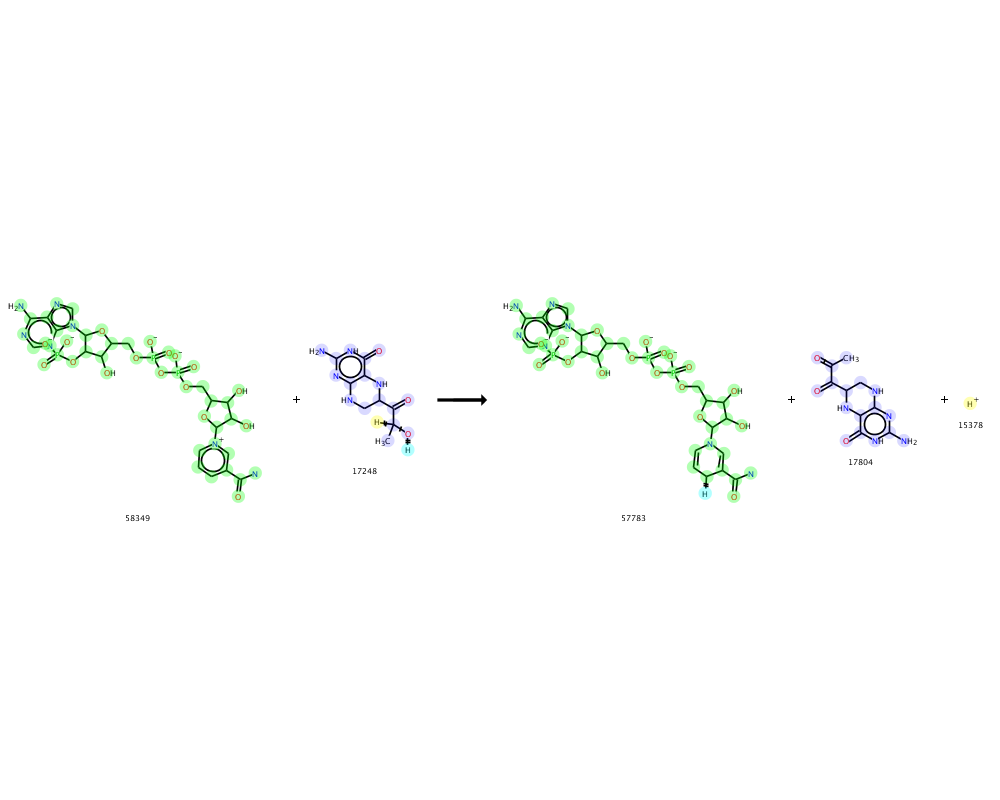 H₂N
N
N
N
N
O⁻
O⁻
P
O
O
O
OH
O
O⁻
P
O
O
O⁻
P
O
O
OH
OH
O
N⁺
N
O
58349
+
H₂N
NH
O
N
NH
HN
O
H
O
H₃C
H
17248
H₂N
N
N
N
N
O⁻
O⁻
P
O
O
O
OH
O
O⁻
P
O
O
O⁻
P
O
O
OH
OH
O
N
N
O
H
57783
+
O
CH₃
O
NH
HN
N
O
NH
NH₂
17804
+
H⁺
15378